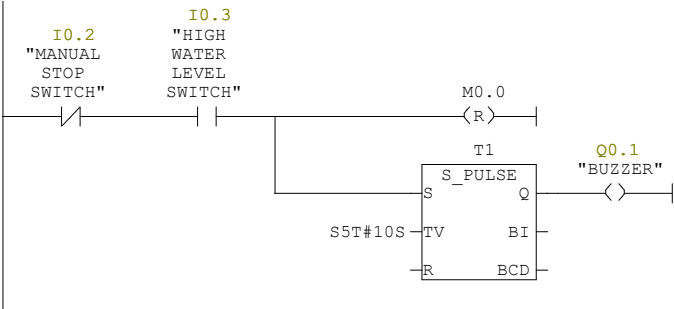 I0.3
I0.2 "HIGH
"MANUAL WATER
STOP LEVEL
SWITCH" SWITCH" M0.0
R
T1
S_PULSE
Q0.1
"BUZZER"
S Q
S5T#10S TV BI
R BCD